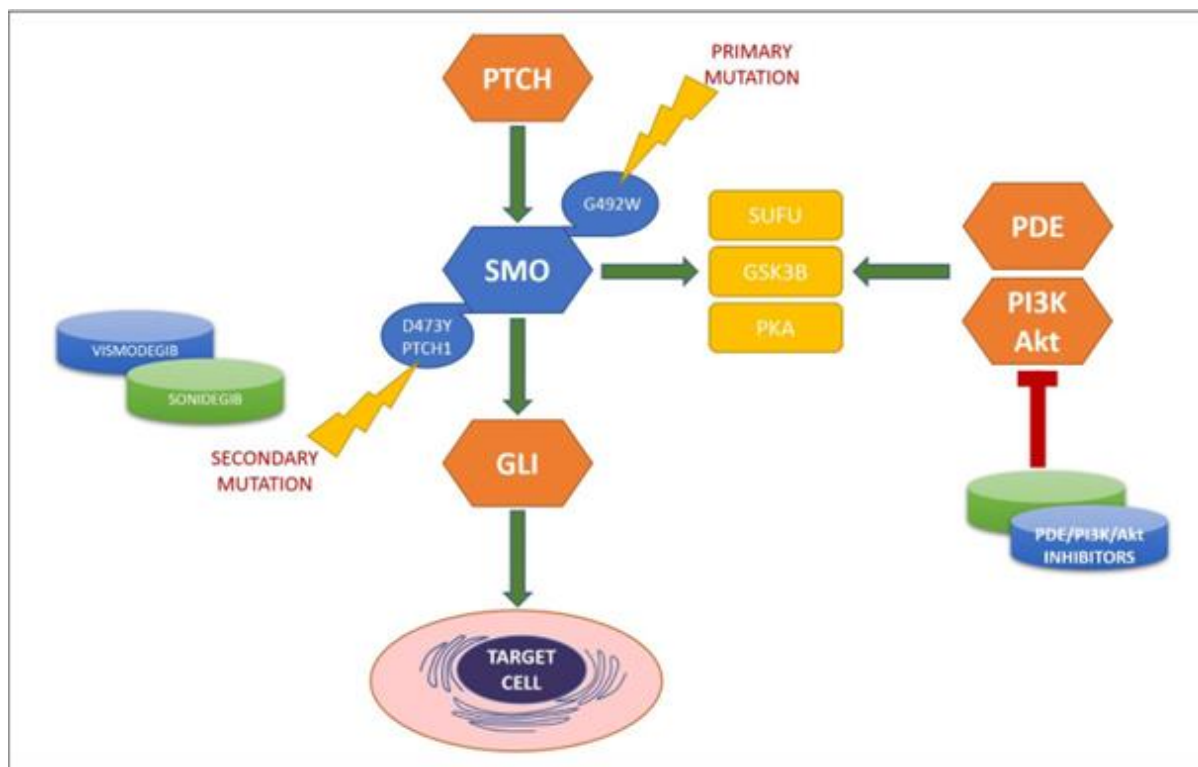 PRIMARY
MUTATION
PTCH
G492W
SUFU
PDE
SMO
GSK3B
PI3K
Akt
D473Y
PTCH1
PKA
VISMODEGIB
SONIDEGIB
SECONDARY
MUTATION
GLI
PDE/PI3K/Akt
INHIBITORS
TARGET
CELL